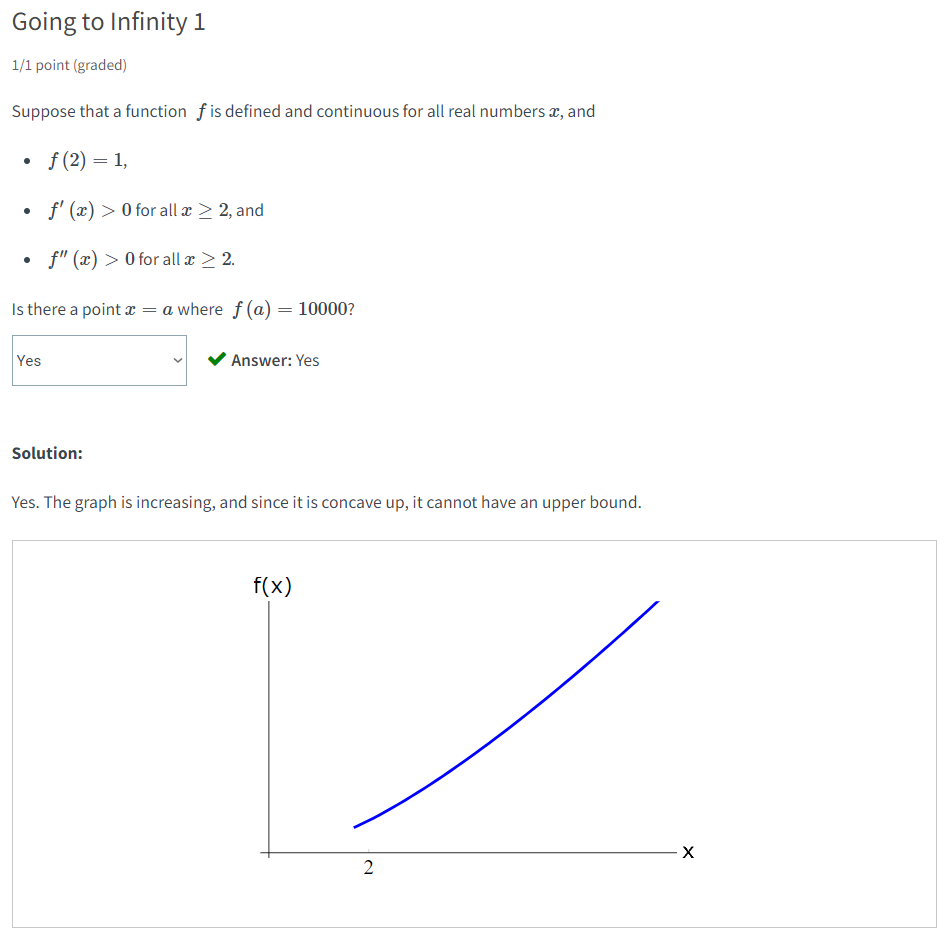 Going to Infinity 1
1/1 point (graded)
Suppose that a function f is defined and continuous for all real numbers x, and
• f (2) = 1,
• f′ (x) > 0 for all x ≥ 2, and
• f″ (x) > 0 for all x ≥ 2.
Is there a point x = a where f (a) = 10000?
Yes
Answer: Yes
Solution:
Yes. The graph is increasing, and since it is concave up, it cannot have an upper bound.
f(x)
x
2